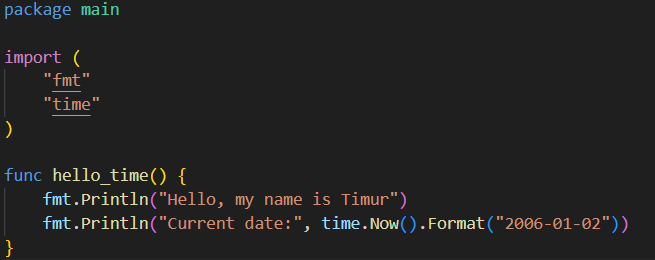 package main
import (
"fmt"
"time"
)
func hello_time() {
fmt.Println("Hello, my name is Timur")
fmt.Println("Current date:", time.Now().Format("2006-01-02"))
}